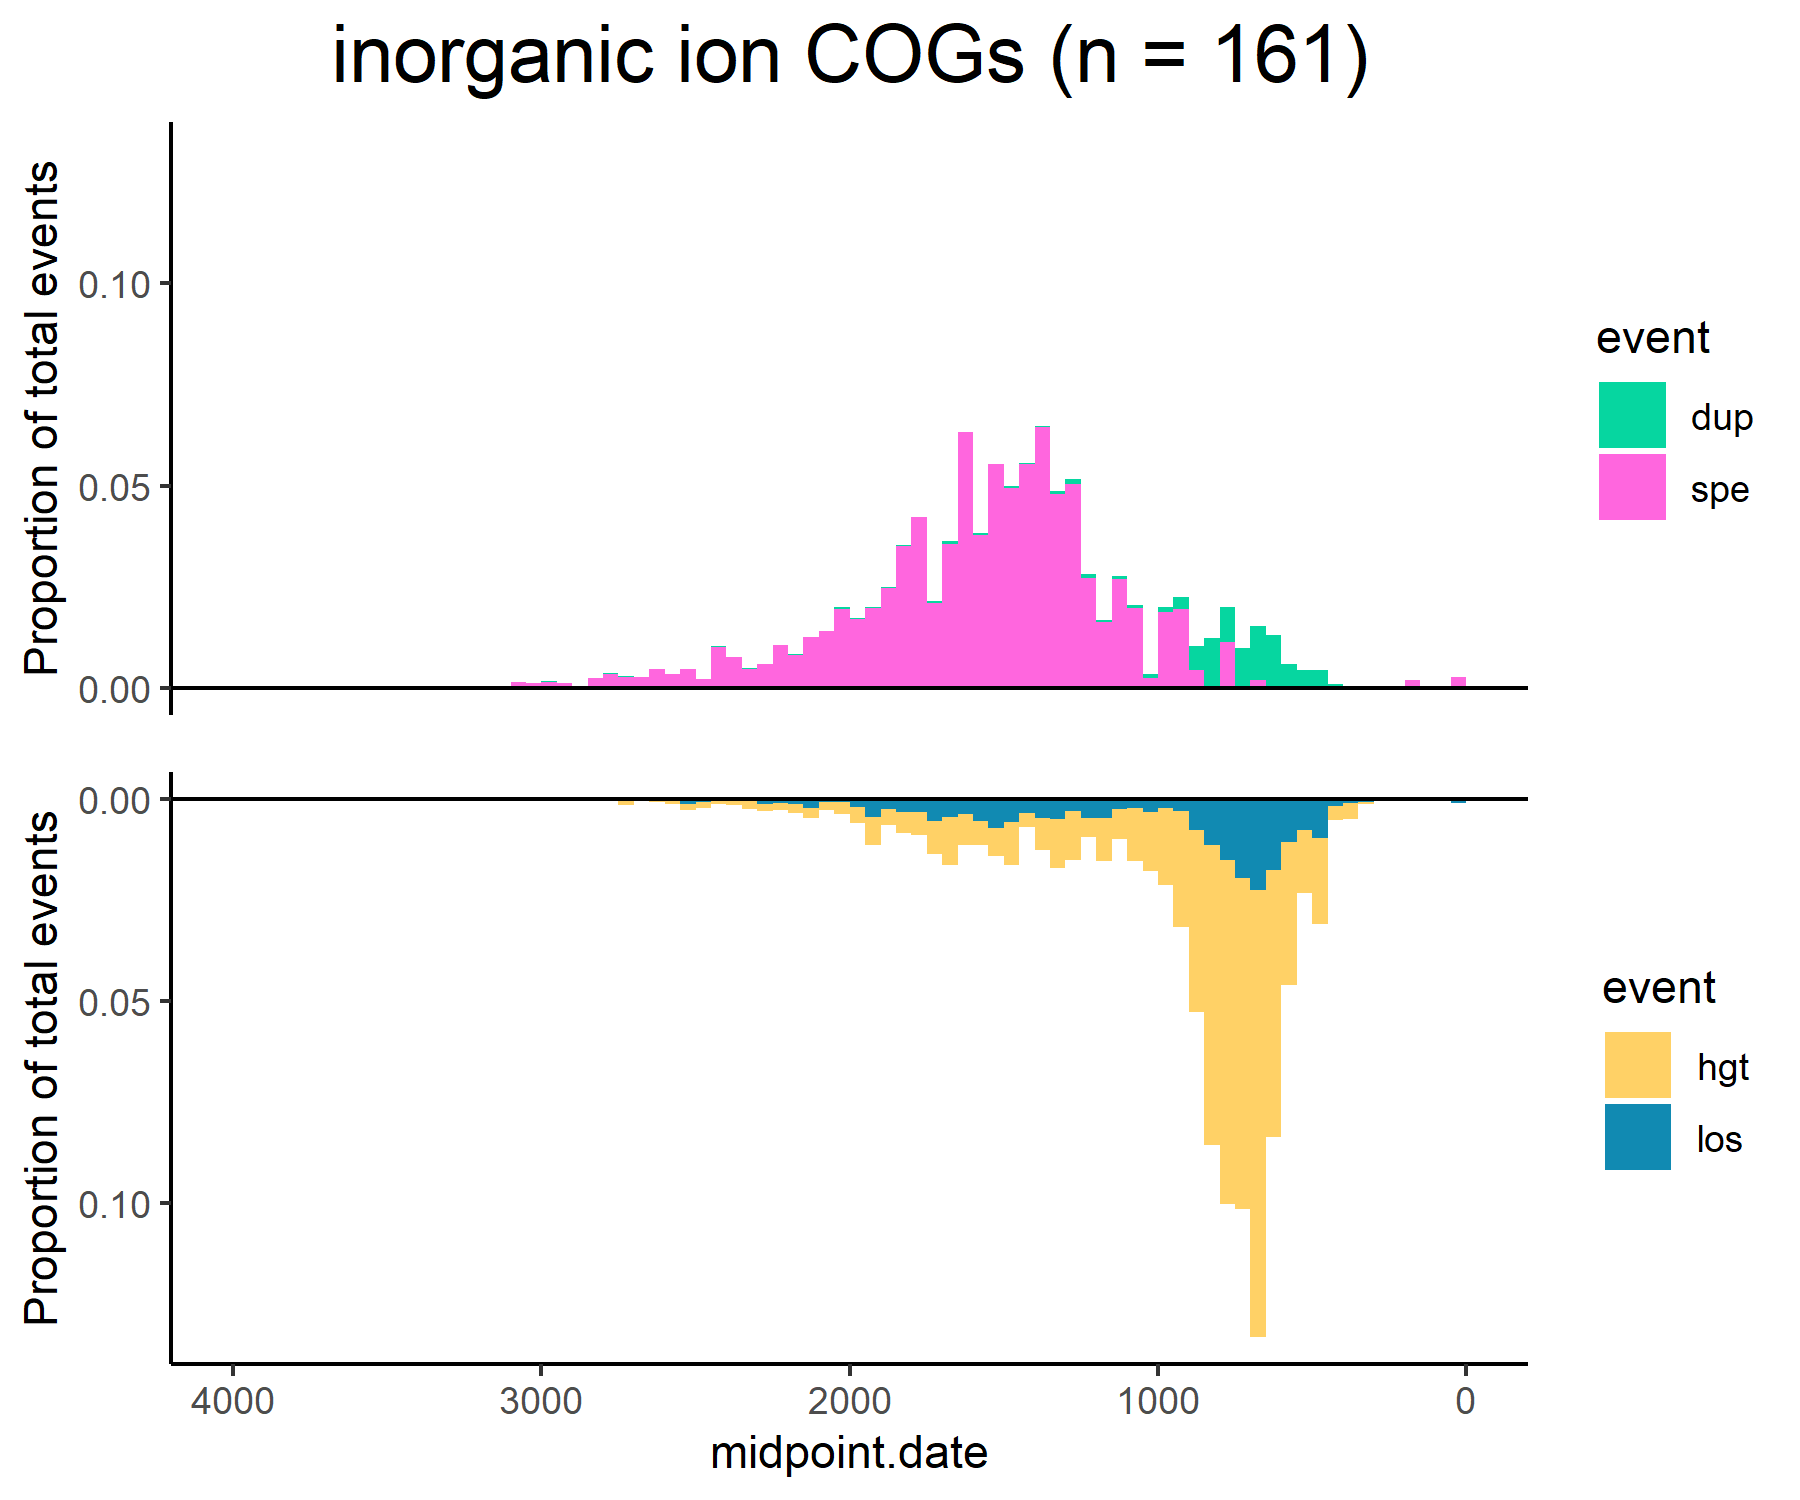 inorganic ion COGs (n = 161)
Proportion of total events
0.10
0.05
0.00
event
dup
spe
Proportion of total events
0.00
0.05
0.10
event
hgt
los
4000 3000 2000 1000 0
midpoint.date